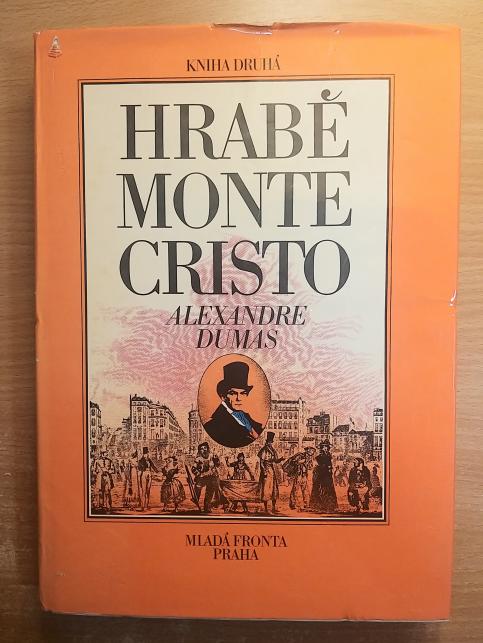 KNIHA DRUHÁ
HRABĚ
MONTE
CRISTO
ALEXANDRE
DUMAS
MLADÁ FRONTA
PRAHA